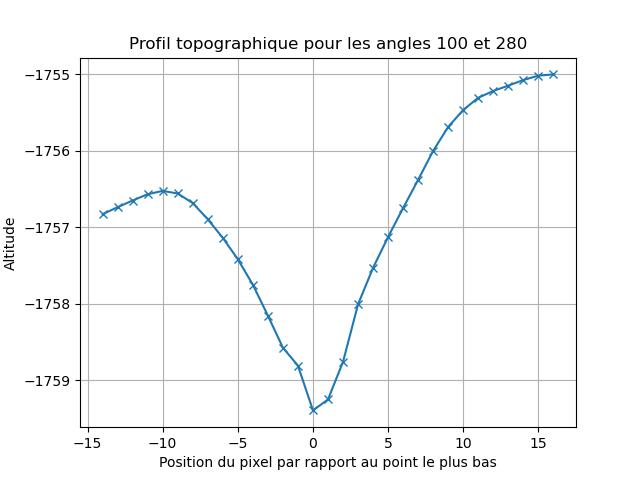 Profil topographique pour les angles 100 et 280
Altitude
−1755
−1756
−1757
−1758
−1759
−15 −10 −5 0 5 10 15
Position du pixel par rapport au point le plus bas